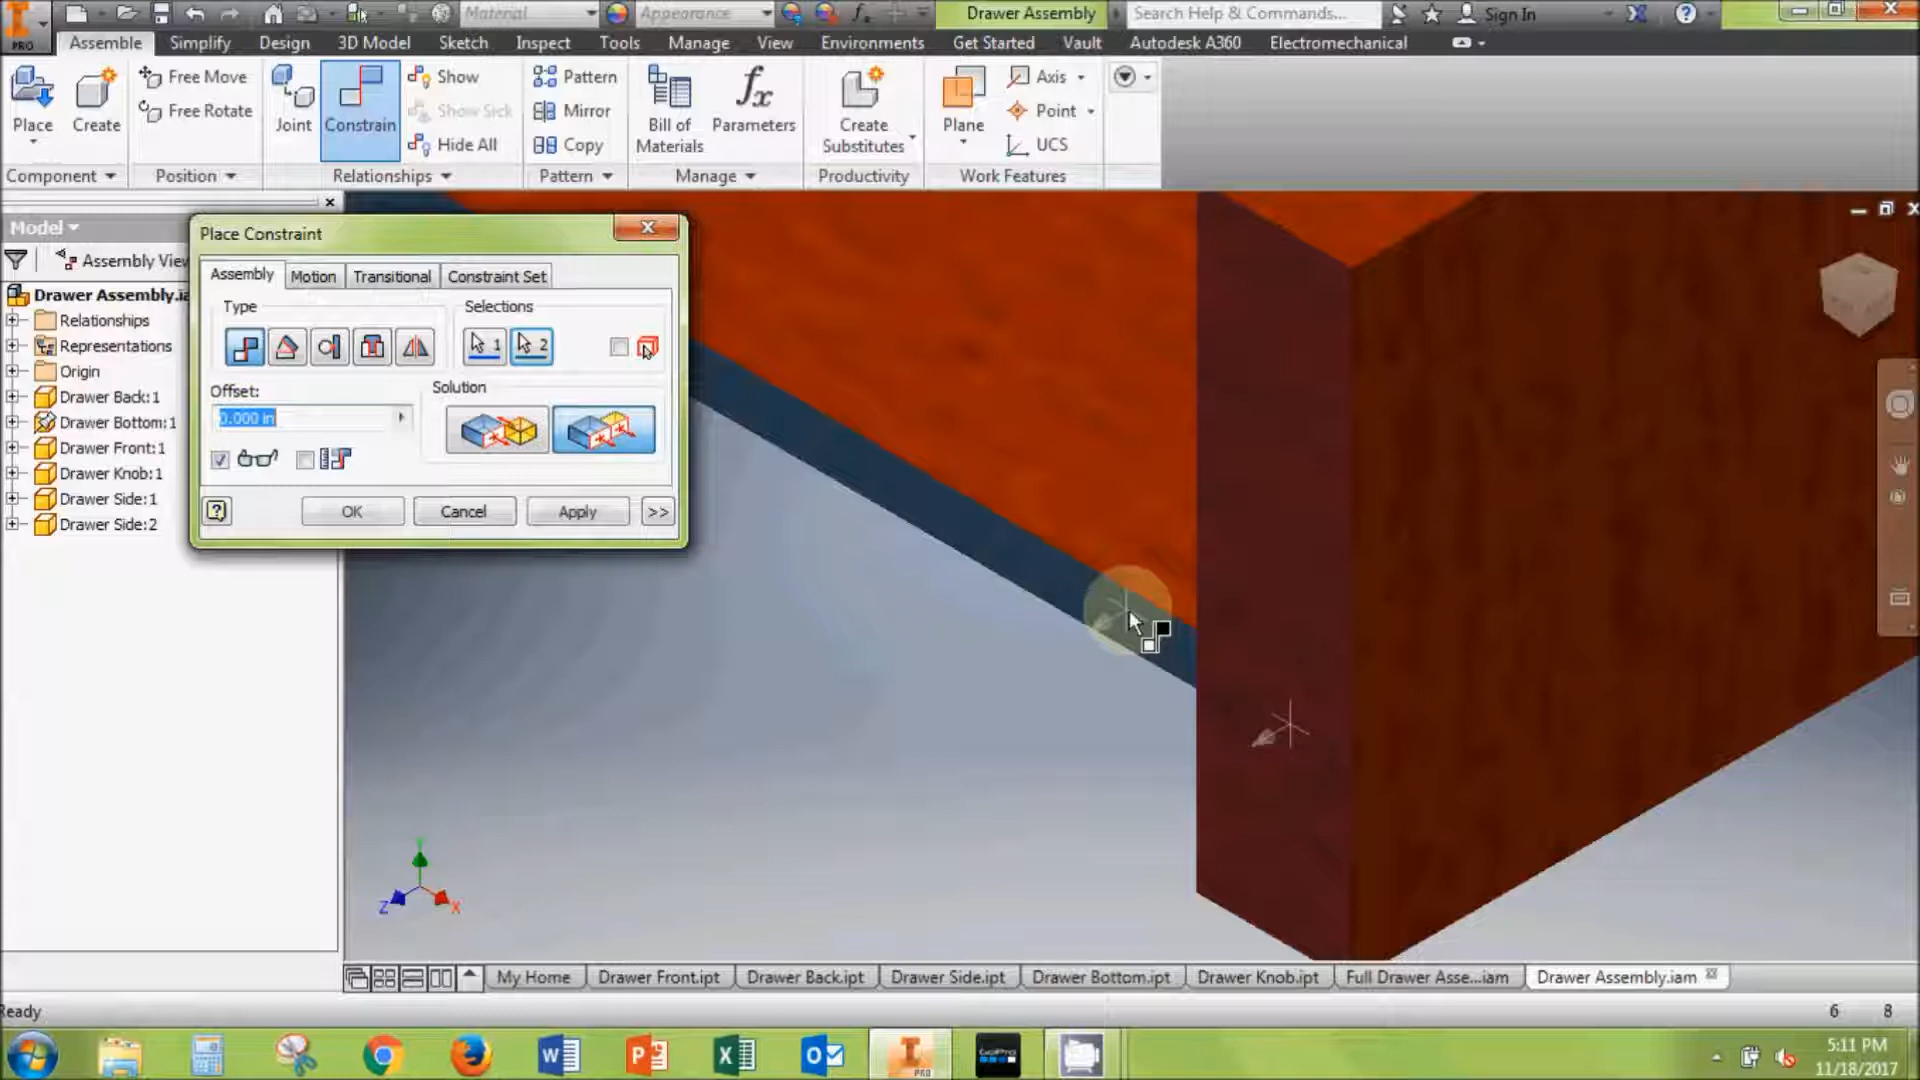 Material
Appearance
Drawer Assembly
Search Help & Commands...
Sign In
PRO
Assemble
Simplify
Design
3D Model
Sketch
Inspect
Tools
Manage
View
Environments
Get Started
Vault
Autodesk A360
Electromechanical
Free Move
Show
Pattern
Axis
Free Rotate
Show Sick
Mirror
Point
Place
Create
Joint
Constrain
Hide All
Copy
Bill of
Materials
Parameters
Create
Substitutes
Plane
UCS
Component
Position
Relationships
Pattern
Manage
Productivity
Work Features
Model
Assembly View
Drawer Assembly.ia
Relationships
Representations
Origin
Drawer Back:1
Drawer Bottom:1
Drawer Front:1
Drawer Knob:1
Drawer Side:1
Drawer Side:2
Place Constraint
Assembly
Motion
Transitional
Constraint Set
Type
Selections
1
2
Offset:
Solution
0.000 in
OK
Cancel
Apply
>>
Y
Z
X
My Home
Drawer Front.ipt
Drawer Back.ipt
Drawer Side.ipt
Drawer Bottom.ipt
Drawer Knob.ipt
Full Drawer Asse...iam
Drawer Assembly.iam
Ready
6
8
GoPro
PRO
5:11 PM
11/18/2017